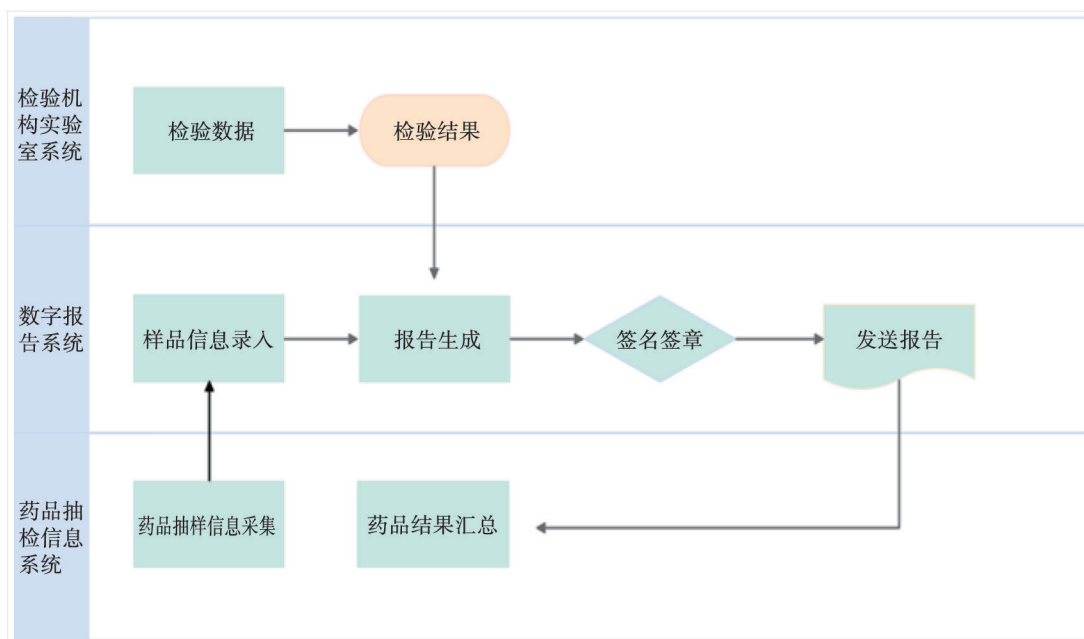 检验机
构实验
室系统
检验数据
检验结果
数字报
告系统
样品信息录入
报告生成
签名签章
发送报告
药品抽
检信息
系统
药品抽样信息采集
药品结果汇总